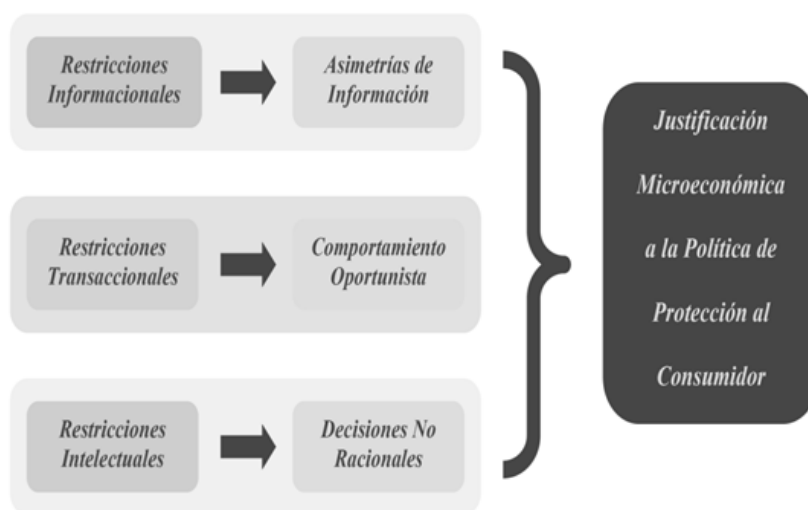 Restricciones
Informacionales
Asimetrías de
Información
Restricciones
Transaccionales
Comportamiento
Oportunista
Restricciones
Intelectuales
Decisiones No
Racionales
Justificación
Microeconómica
a la Política de
Protección al
Consumidor